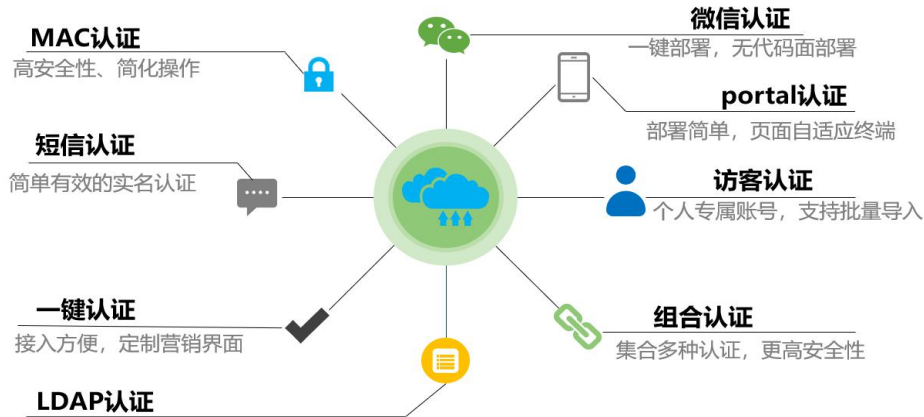 微信认证
一键部署，无代码面部署
MAC认证
高安全性、简化操作
portal认证
部署简单，页面自适应终端
短信认证
简单有效的实名认证
访客认证
个人专属账号，支持批量导入
一键认证
接入方便，定制营销界面
组合认证
集合多种认证，更高安全性
LDAP认证